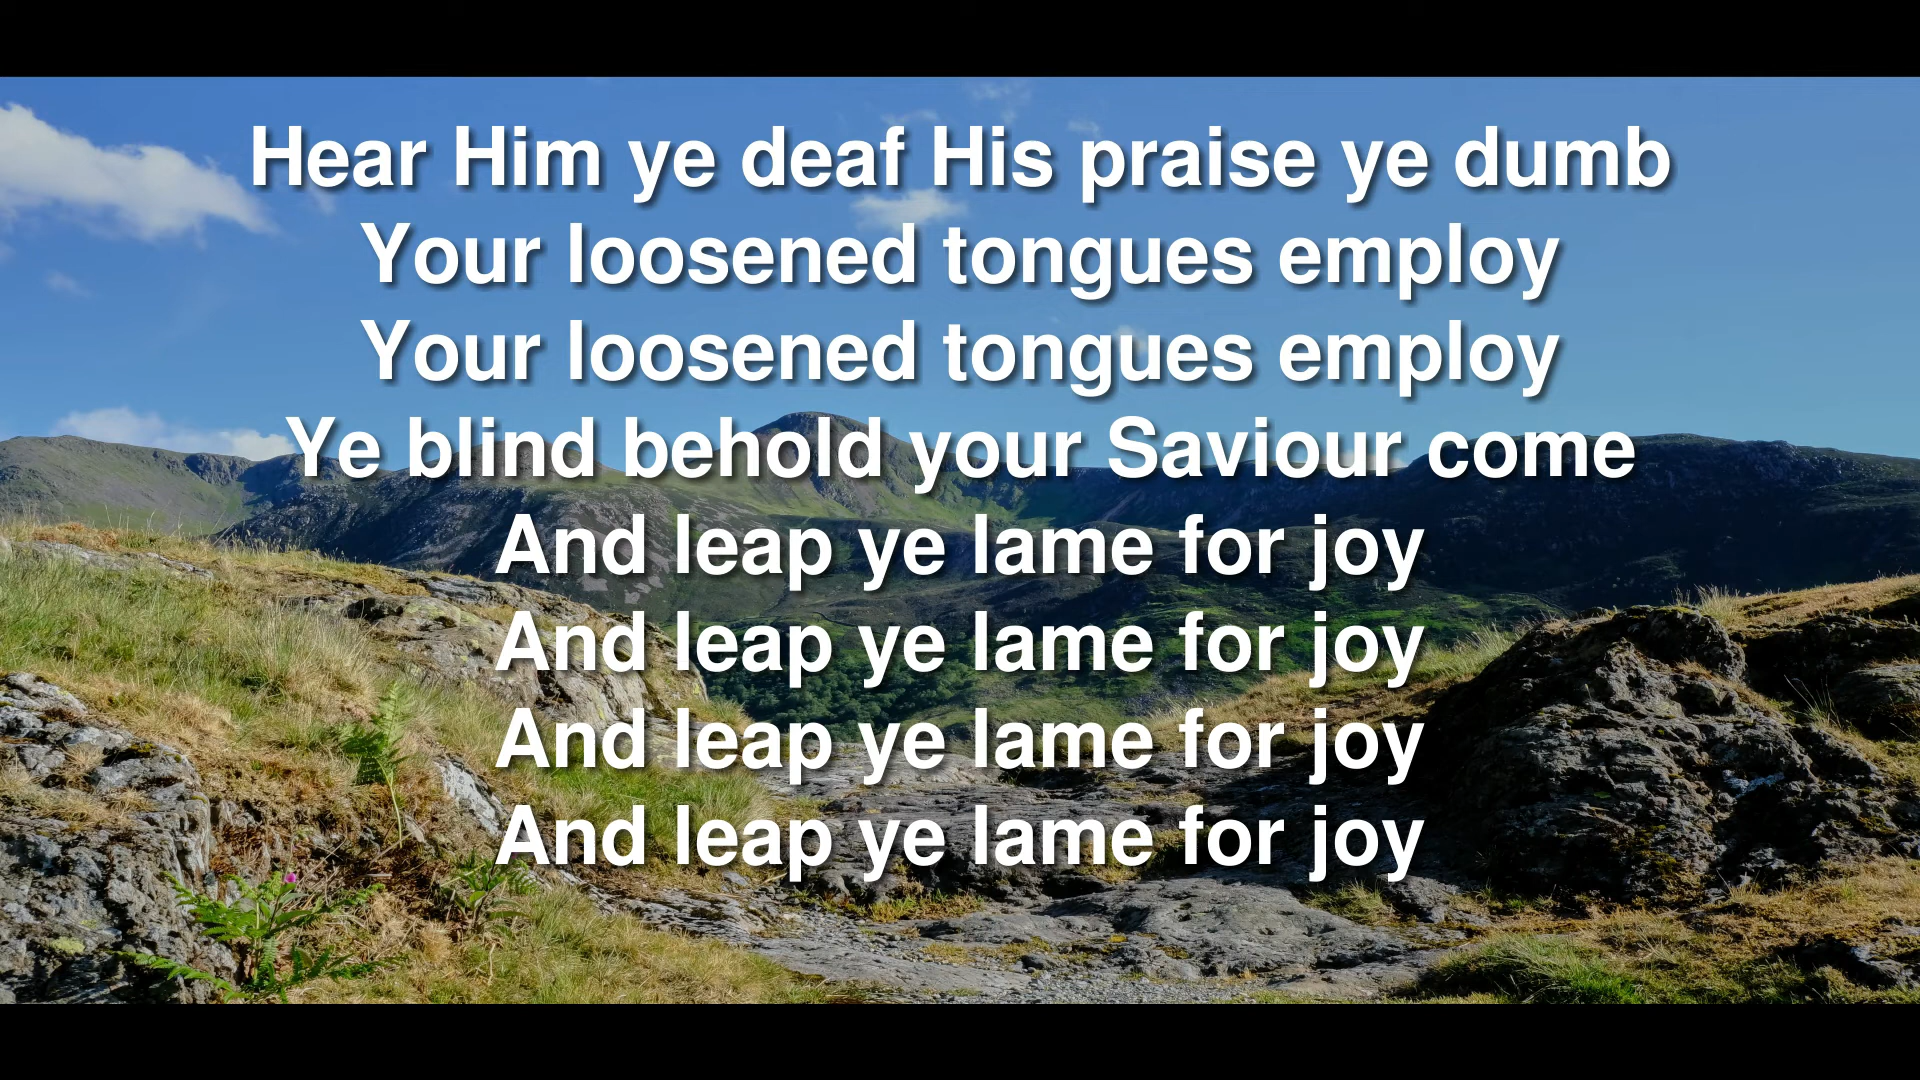 Hear Him ye deaf His praise ye dumb
Your loosened tongues employ
Your loosened tongues employ
Ye blind behold your Saviour come
And leap ye lame for joy
And leap ye lame for joy
And leap ye lame for joy
And leap ye lame for joy